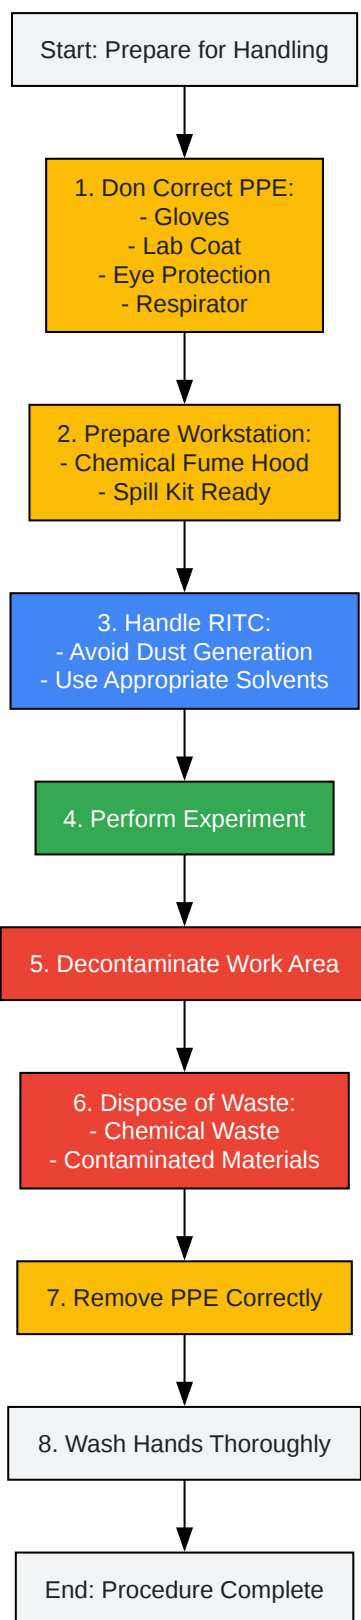 Start: Prepare for Handling
1. Don Correct PPE:
- Gloves
- Lab Coat
- Eye Protection
- Respirator
2. Prepare Workstation:
- Chemical Fume Hood
- Spill Kit Ready
3. Handle RITC:
- Avoid Dust Generation
- Use Appropriate Solvents
4. Perform Experiment
5. Decontaminate Work Area
6. Dispose of Waste:
- Chemical Waste
- Contaminated Materials
7. Remove PPE Correctly
8. Wash Hands Thoroughly
End: Procedure Complete